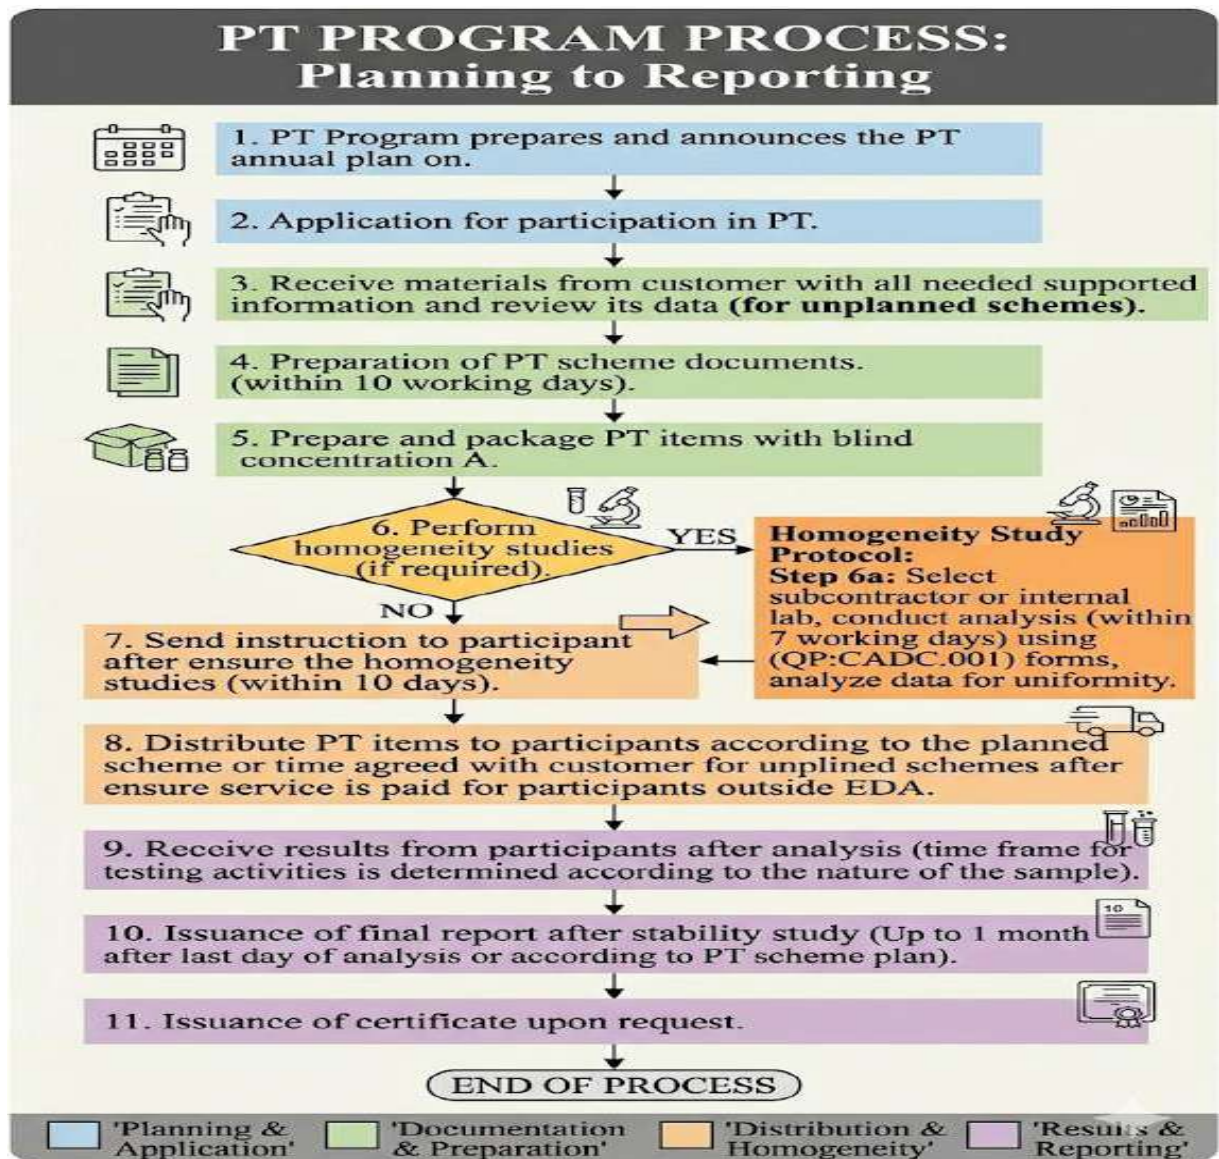 PT PROGRAM PROCESS:
Planning to Reporting
1. PT Program prepares and announces the PT
annual plan on.
2. Application for participation in PT.
3. Receive materials from customer with all needed supported
information and review its data (for unplanned schemes).
4. Preparation of PT scheme documents.
(within 10 working days).
5. Prepare and package PT items with blind
concentration A.
6. Perform
homogeneity studies
(if required).
YES
Homogeneity Study
Protocol:
Step 6a: Select
subcontractor or internal
lab, conduct analysis (within
7 working days) using
(QP:CADC.001) forms,
analyze data for uniformity.
NO
7. Send instruction to participant
after ensure the homogeneity
studies (within 10 days).
8. Distribute PT items to participants according to the planned
scheme or time agreed with customer for unplined schemes after
ensure service is paid for participants outside EDA.
9. Receive results from participants after analysis (time frame for
testing activities is determined according to the nature of the sample).
10. Issuance of final report after stability study (Up to 1 month
after last day of analysis or according to PT scheme plan).
10
11. Issuance of certificate upon request.
END OF PROCESS
'Planning &
Application'
'Documentation
& Preparation'
'Distribution &
Homogeneity'
'Results &
Reporting'